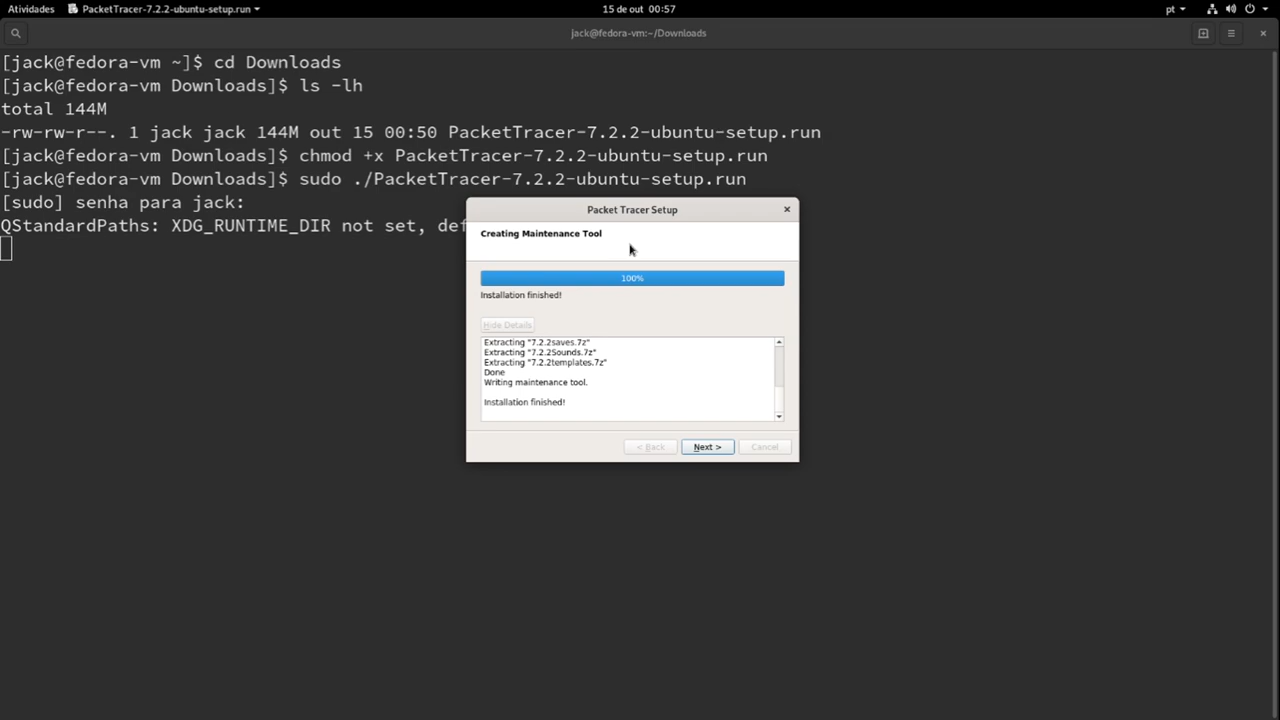 Atividades PacketTracer-7.2.2-ubuntu-setup.run 15 de out 00:57 pt
jack@fedora-vm:~/Downloads
[jack@fedora-vm ~]$ cd Downloads
[jack@fedora-vm Downloads]$ ls -lh
total 144M
-rw-rw-r--. 1 jack jack 144M out 15 00:50 PacketTracer-7.2.2-ubuntu-setup.run
[jack@fedora-vm Downloads]$ chmod +x PacketTracer-7.2.2-ubuntu-setup.run
[jack@fedora-vm Downloads]$ sudo ./PacketTracer-7.2.2-ubuntu-setup.run
[sudo] senha para jack:
QStandardPaths: XDG_RUNTIME_DIR not set, def
Packet Tracer Setup
Creating Maintenance Tool
100%
Installation finished!
Hide Details
Extracting "7.2.2saves.7z"
Extracting "7.2.2Sounds.7z"
Extracting "7.2.2templates.7z"
Done
Writing maintenance tool.
Installation finished!
< Back Next > Cancel